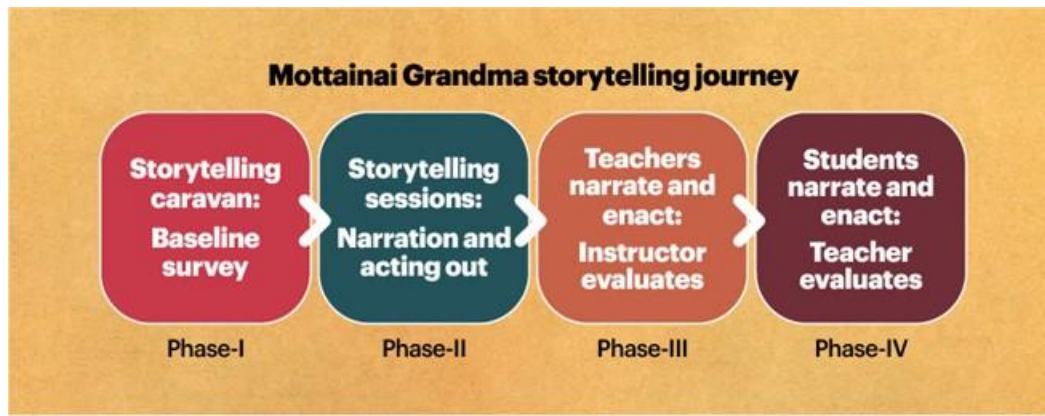 Mottainai Grandma storytelling journey
Storytelling
caravan:
Baseline
survey
Storytelling
sessions:
Narration and
acting out
Teachers
narrate and
enact:
Instructor
evaluates
Students
narrate and
enact:
Teacher
evaluates
Phase-I
Phase-II
Phase-III
Phase-IV